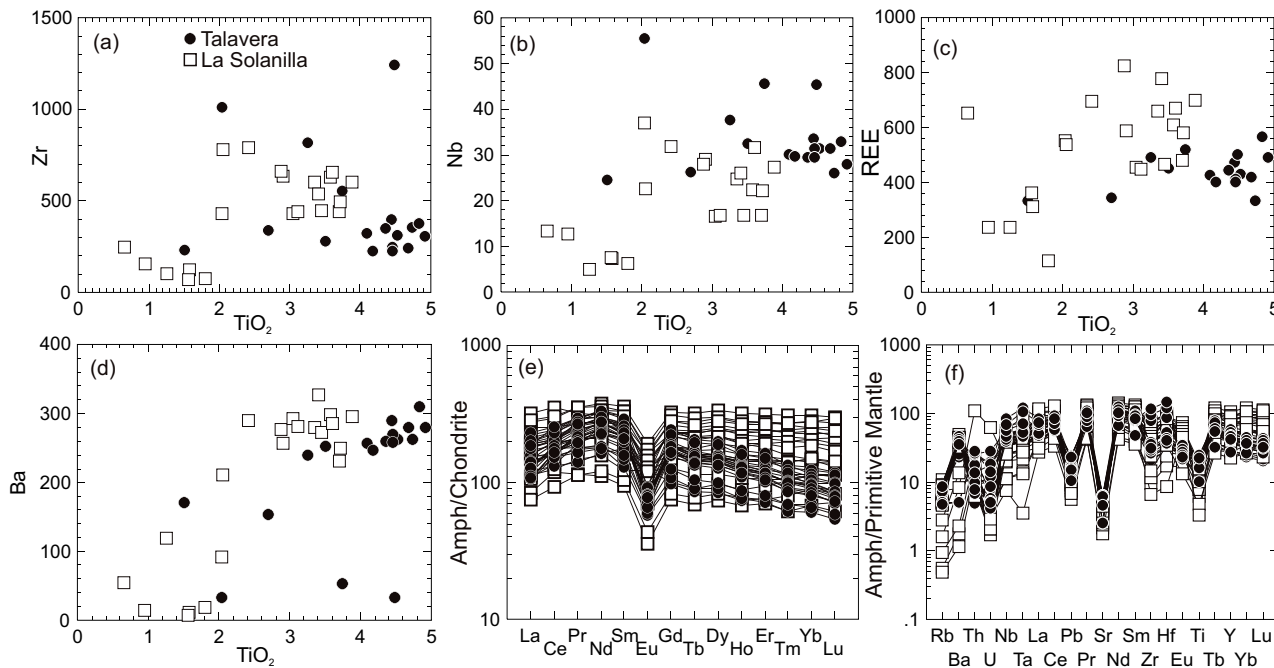 (a)
Talavera
La Solanilla
Zr
1500
1000
500
0
0 1 2 3 4 5
TiO2
(b)
Nb
60
50
40
30
20
10
0
0 1 2 3 4 5
TiO2
(c)
REE
1000
800
600
400
200
0
0 1 2 3 4 5
TiO2
(d)
Ba
400
300
200
100
0
0 1 2 3 4 5
TiO2
(e)
Amph/Chondrite
1000
100
10
La Ce Pr Nd Sm Eu Gd Tb Dy Ho Er Tm Yb Lu
(f)
Amph/Primitive Mantle
1000
100
10
1
.1
Rb Th Nb La Pb Sr Sm Hf Ti Y Lu
Ba U Ta Ce Pr Nd Zr Eu Tb Yb